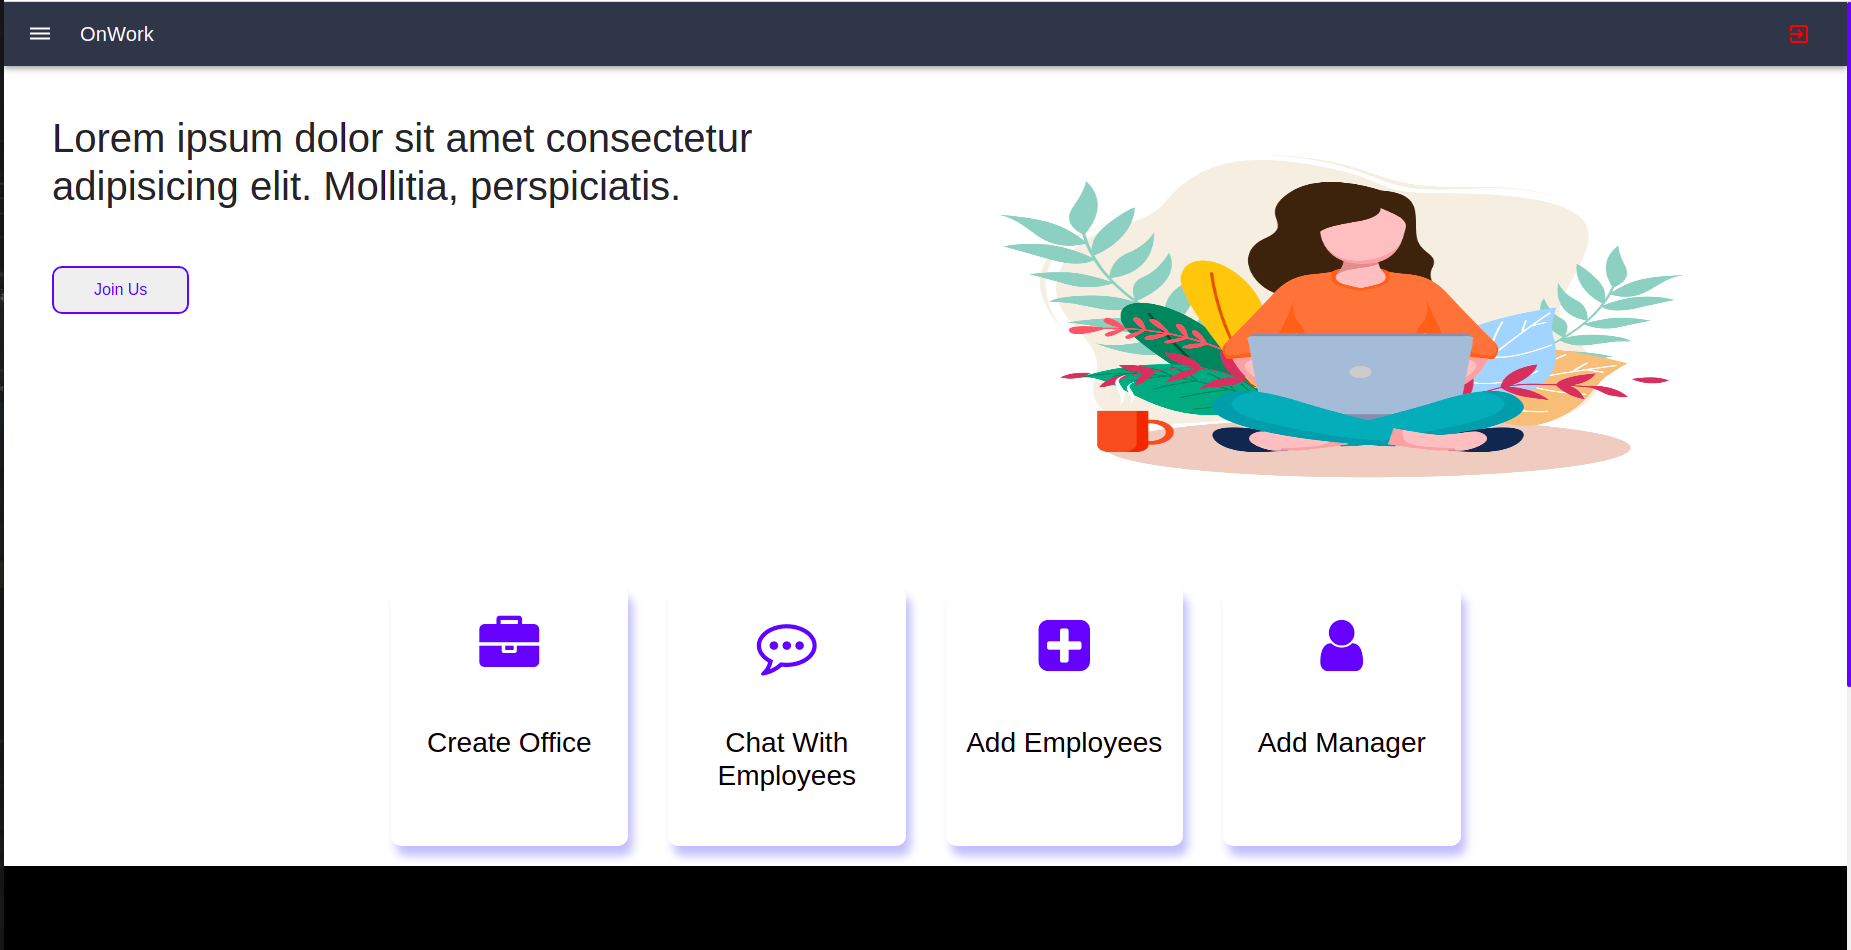 OnWork
Lorem ipsum dolor sit amet consectetur
adipisicing elit. Mollitia, perspiciatis.
Join Us
Create Office
Chat With
Employees
Add Employees
Add Manager